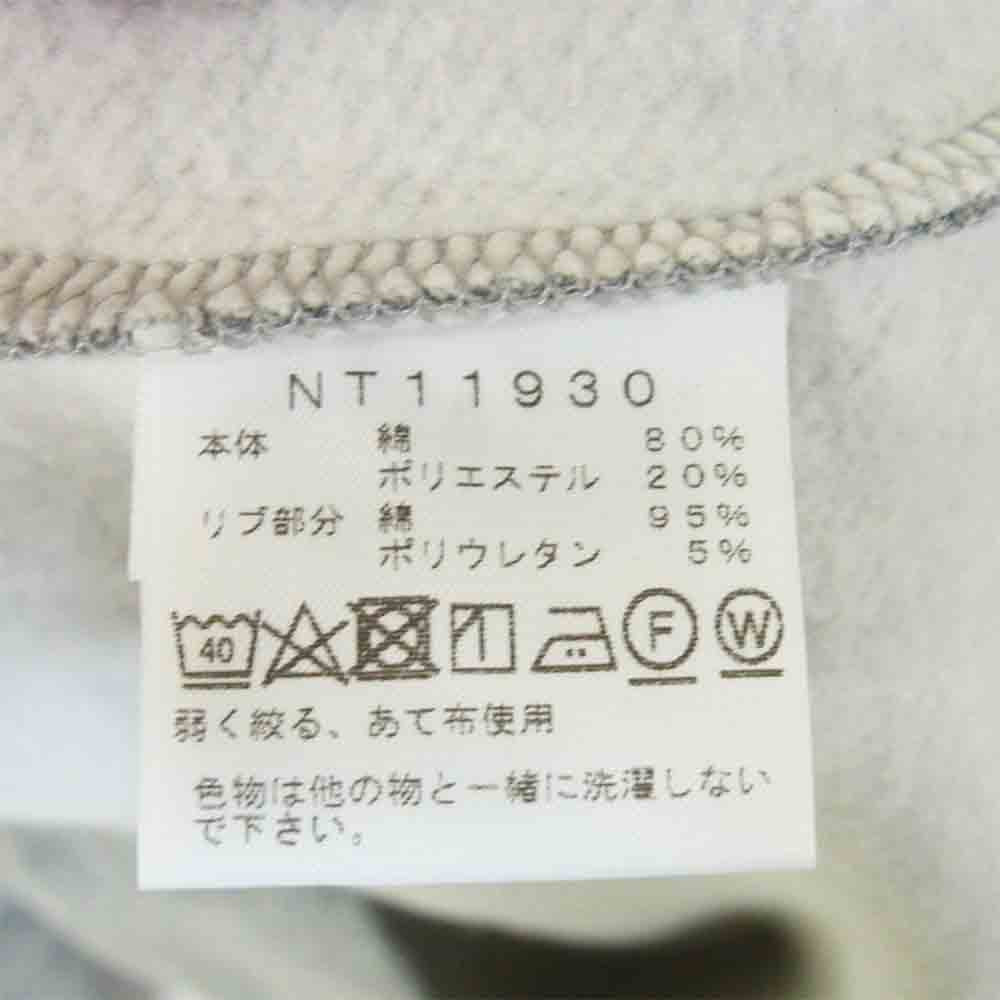 NT11930
本体 綿 80%
ポリエステル 20%
リブ部分 綿 95%
ポリウレタン 5%
40 F W
弱く絞る、あて布使用
色物は他の物と一緒に洗濯しない
で下さい。